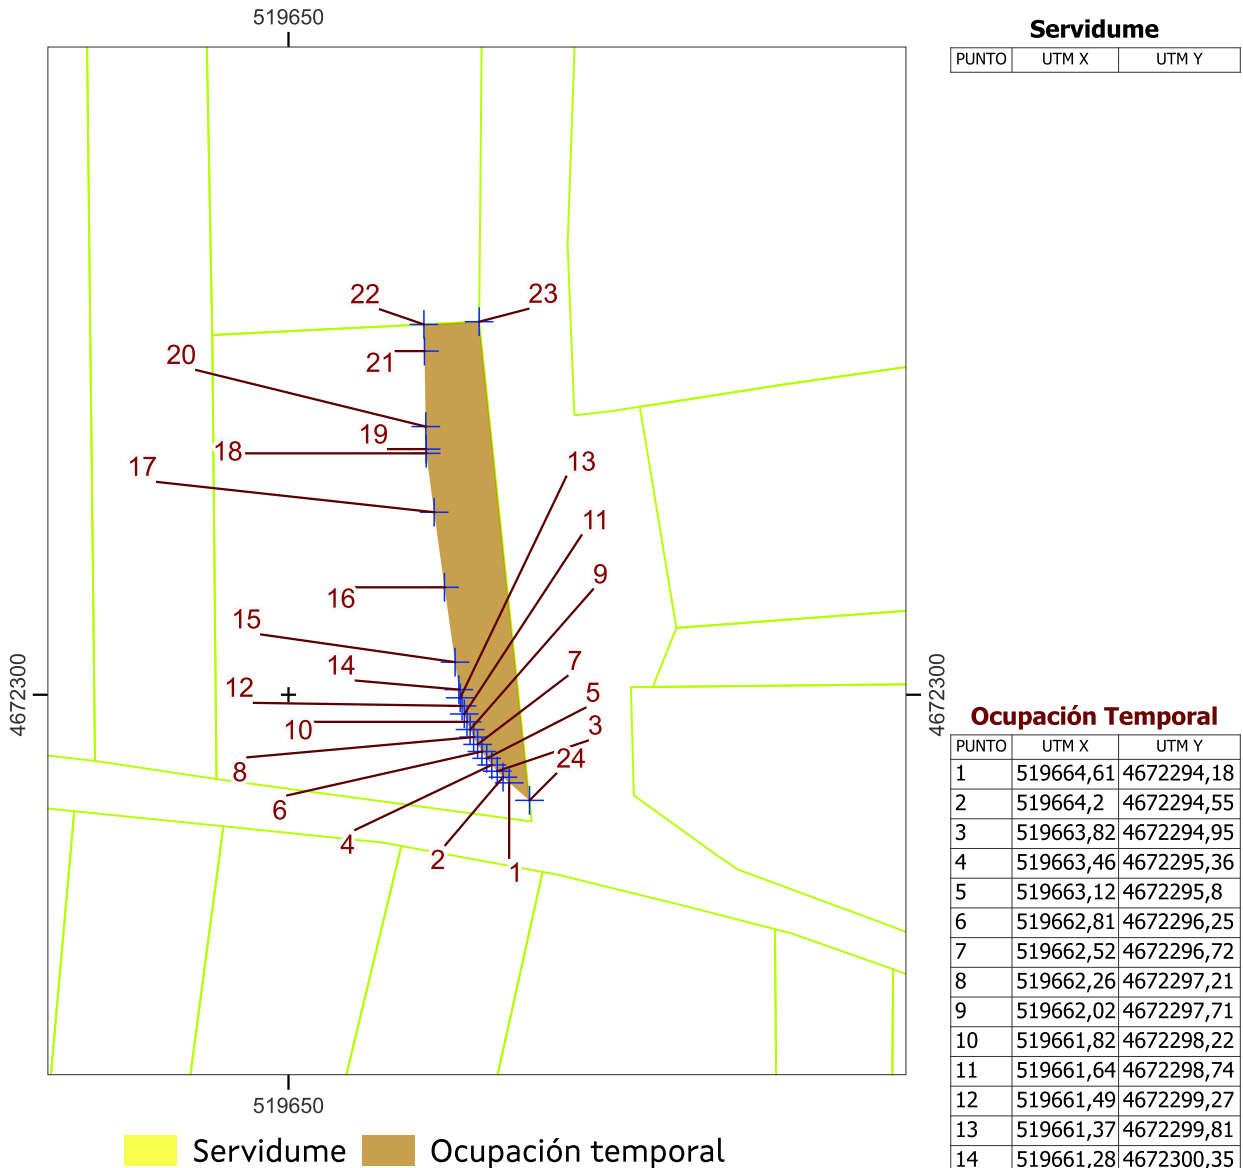 519650
Servidume
PUNTO UTM X UTM Y
22
23
20
21
19
18
13
17
11
9
16
15
7
14
12
5
4672300
4672300
10
3
8
24
6
4
2
1
519650
Ocupación Temporal
PUNTO UTM X UTM Y
1 519664,61 4672294,18
2 519664,2 4672294,55
3 519663,82 4672294,95
4 519663,46 4672295,36
5 519663,12 4672295,8
6 519662,81 4672296,25
7 519662,52 4672296,72
8 519662,26 4672297,21
9 519662,02 4672297,71
10 519661,82 4672298,22
11 519661,64 4672298,74
12 519661,49 4672299,27
13 519661,37 4672299,81
14 519661,28 4672300,35
Servidume Ocupación temporal